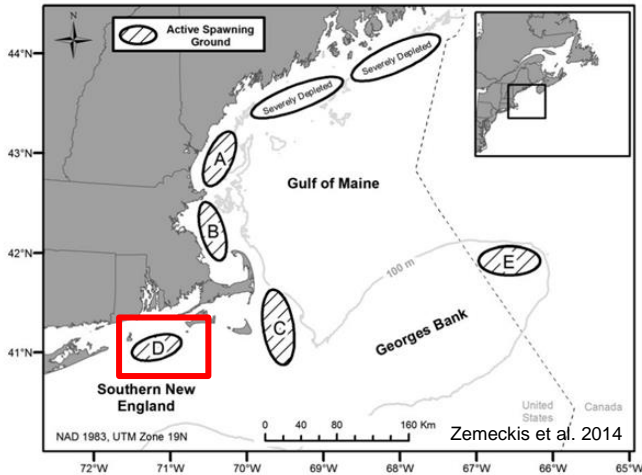 44°N
N
Active Spawning
Ground
Severely Depleted
Severely Depleted
43°N
A
Gulf of Maine
B
42°N
100 m
E
C
Georges Bank
41°N
D
Southern New
England
United
States
Canada
NAD 1983, UTM Zone 19N
0 40 80 160 Km
Zemeckis et al. 2014
72°W 71°W 70°W 69°W 68°W 67°W 66°W 65°W